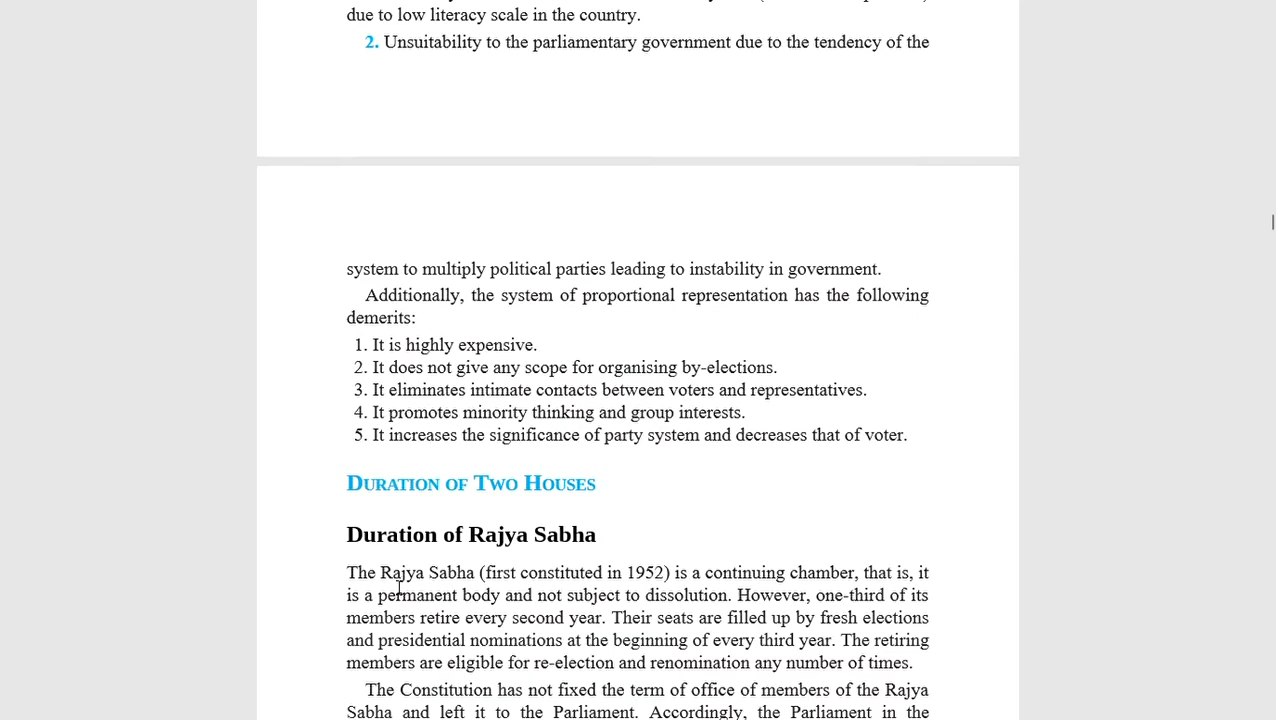 due to low literacy scale in the country.
2. Unsuitability to the parliamentary government due to the tendency of the
system to multiply political parties leading to instability in government.
Additionally, the system of proportional representation has the following
demerits:
1. It is highly expensive.
2. It does not give any scope for organising by-elections.
3. It eliminates intimate contacts between voters and representatives.
4. It promotes minority thinking and group interests.
5. It increases the significance of party system and decreases that of voter.
DURATION OF TWO HOUSES
Duration of Rajya Sabha
The Rajya Sabha (first constituted in 1952) is a continuing chamber, that is, it
is a permanent body and not subject to dissolution. However, one-third of its
members retire every second year. Their seats are filled up by fresh elections
and presidential nominations at the beginning of every third year. The retiring
members are eligible for re-election and renomination any number of times.
The Constitution has not fixed the term of office of members of the Rajya
Sabha and left it to the Parliament. Accordingly, the Parliament in the